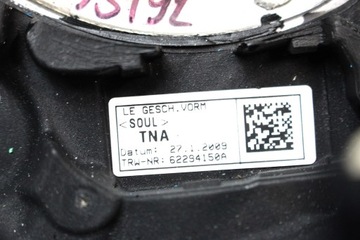 LE GESCH.VORM
<SOUL>
TNA
Datum: 27.1.2009
TRW-NR: 62294150A